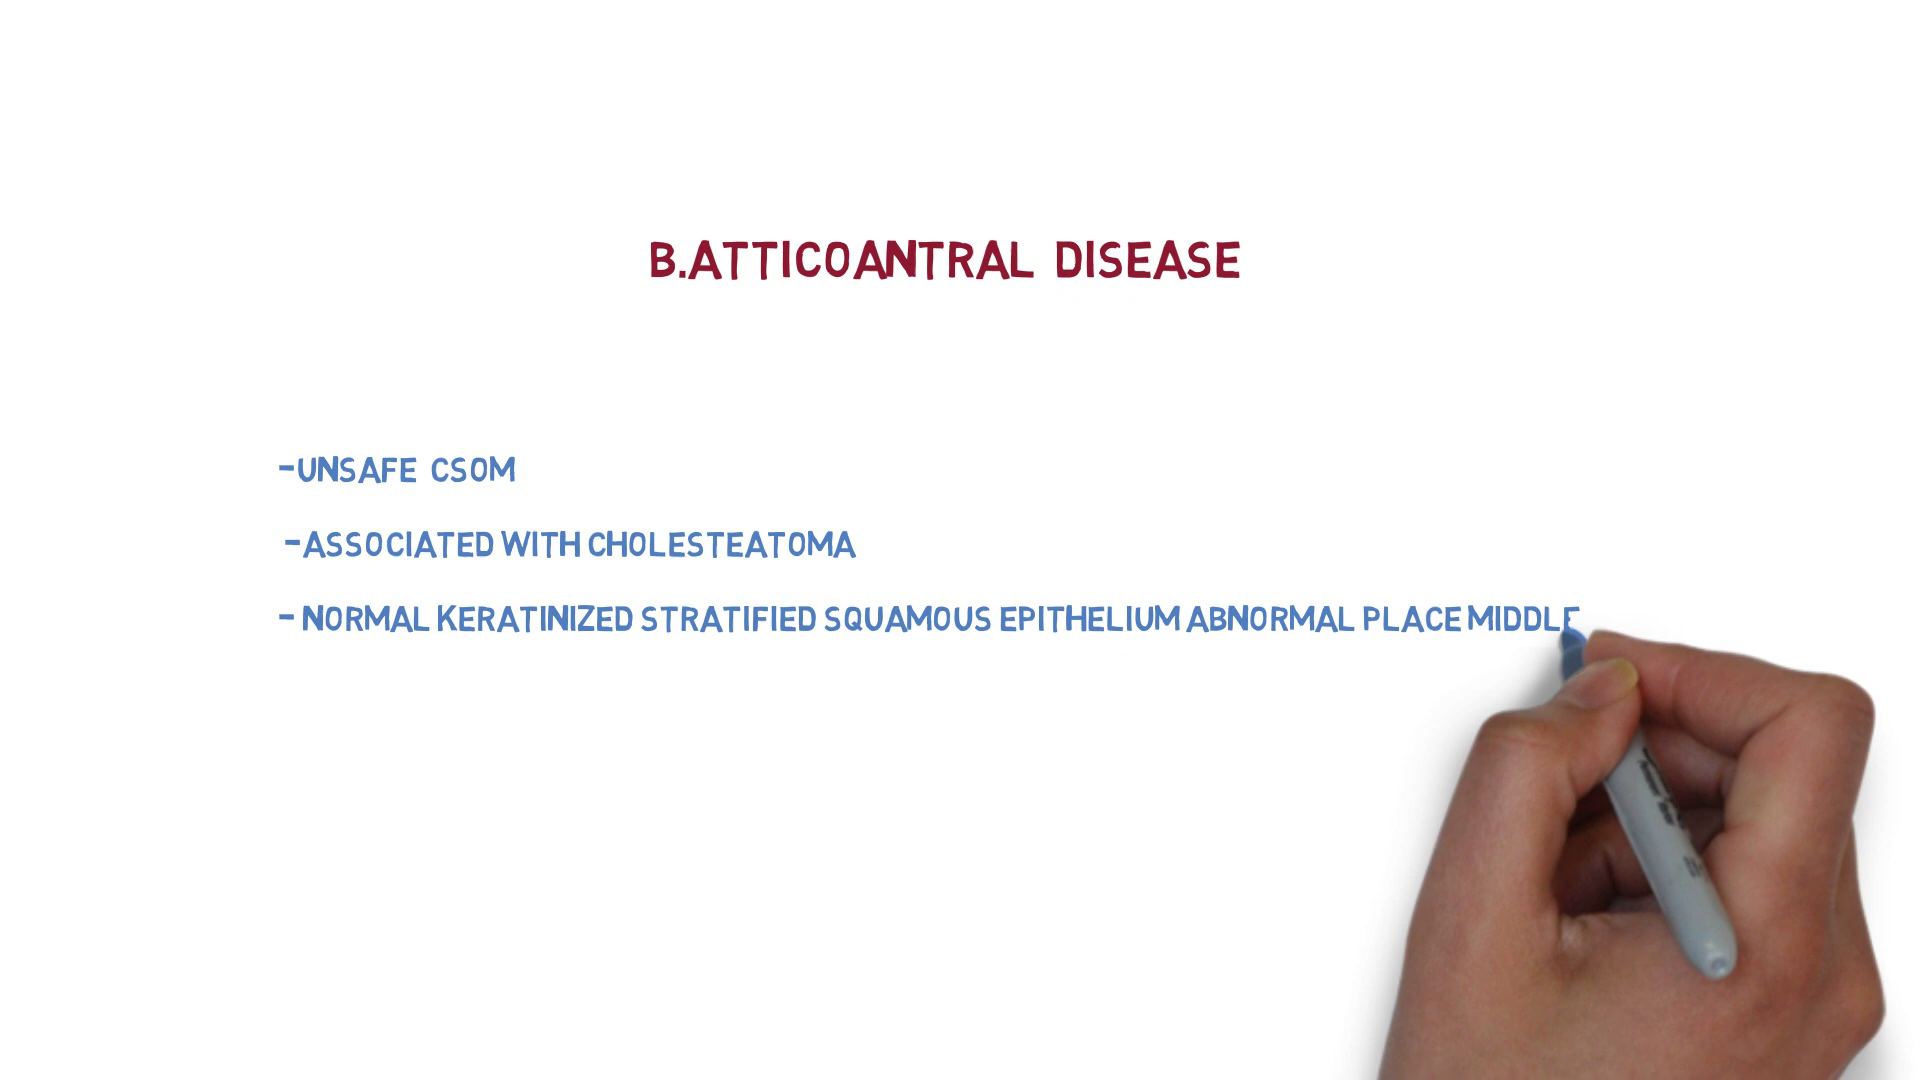 B.ATTICOANTRAL DISEASE
-UNSAFE CSOM
-ASSOCIATED WITH CHOLESTEATOMA
- NORMAL KERATINIZED STRATIFIED SQUAMOUS EPITHELIUM ABNORMAL PLACE MIDDLE